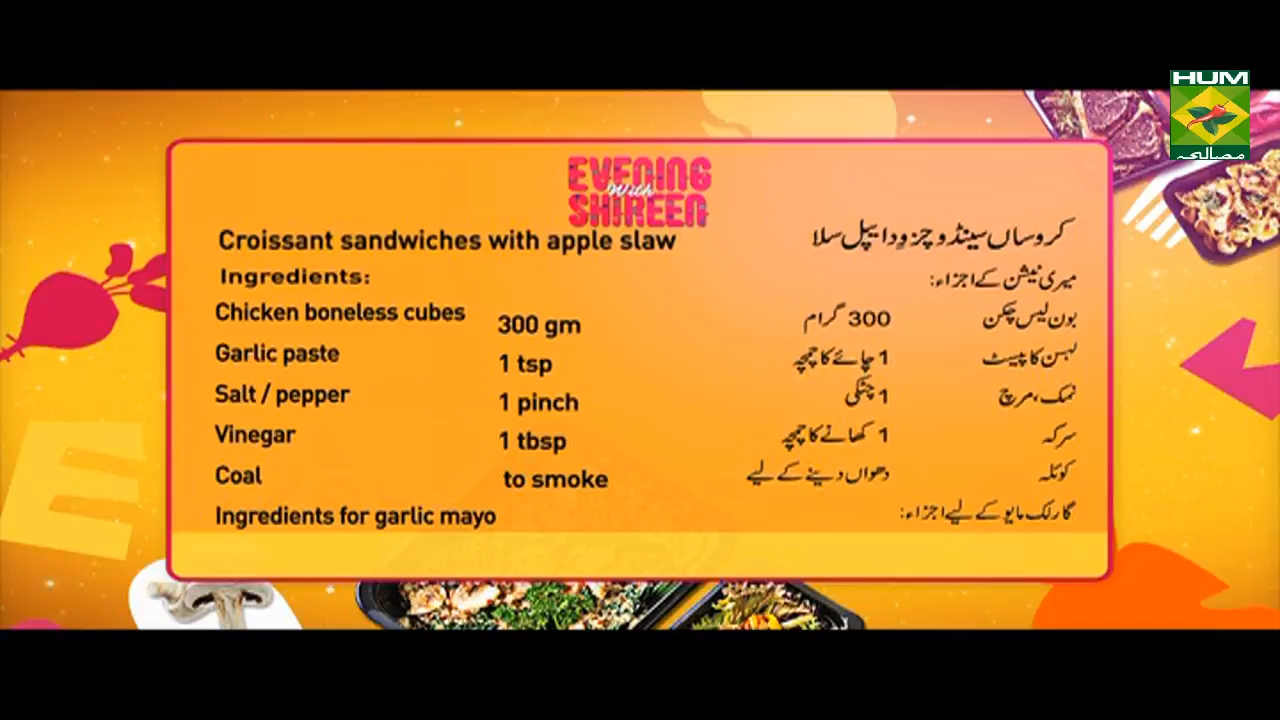 HUM
مصالحہ
EVENING
With
SHIREEN
Croissant sandwiches with apple slaw کروساں سینڈوچز وِد ایپل سلا
Ingredients: میری نیشن کے اجزاء:
Chicken boneless cubes 300 gm بون لیس چکن 300 گرام
Garlic paste 1 tsp لہسن کا پیسٹ 1 چائے کا چمچہ
Salt / pepper 1 pinch نمک، مرچ 1 چٹکی
Vinegar 1 tbsp سرکہ 1 کھانے کا چمچہ
Coal to smoke کوئلہ دھواں دینے کے لیے
Ingredients for garlic mayo گارلک مایو کے لیے اجزاء: